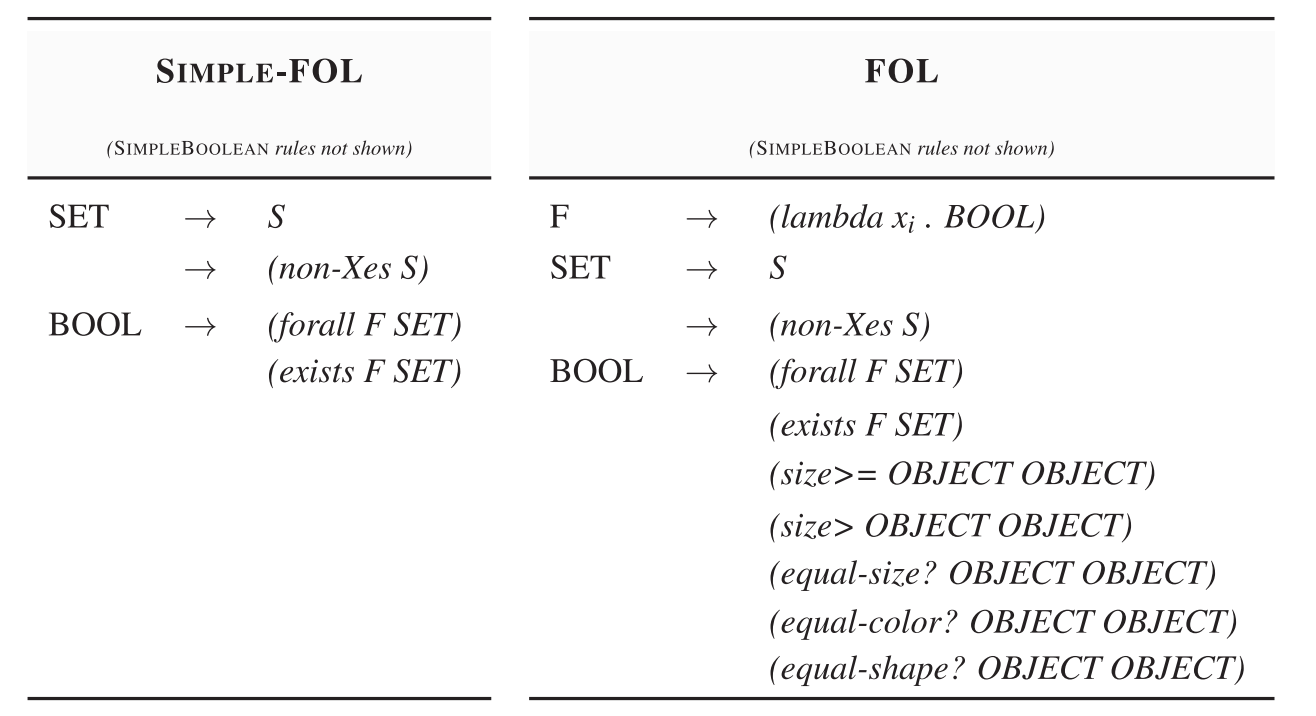 SIMPLE-FOL
(SIMPLEBOOLEAN rules not shown)
SET → S
→ (non-Xes S)
BOOL → (forall F SET)
(exists F SET)
FOL
(SIMPLEBOOLEAN rules not shown)
F → (lambda xᵢ . BOOL)
SET → S
→ (non-Xes S)
BOOL → (forall F SET)
(exists F SET)
(size>= OBJECT OBJECT)
(size> OBJECT OBJECT)
(equal-size? OBJECT OBJECT)
(equal-color? OBJECT OBJECT)
(equal-shape? OBJECT OBJECT)